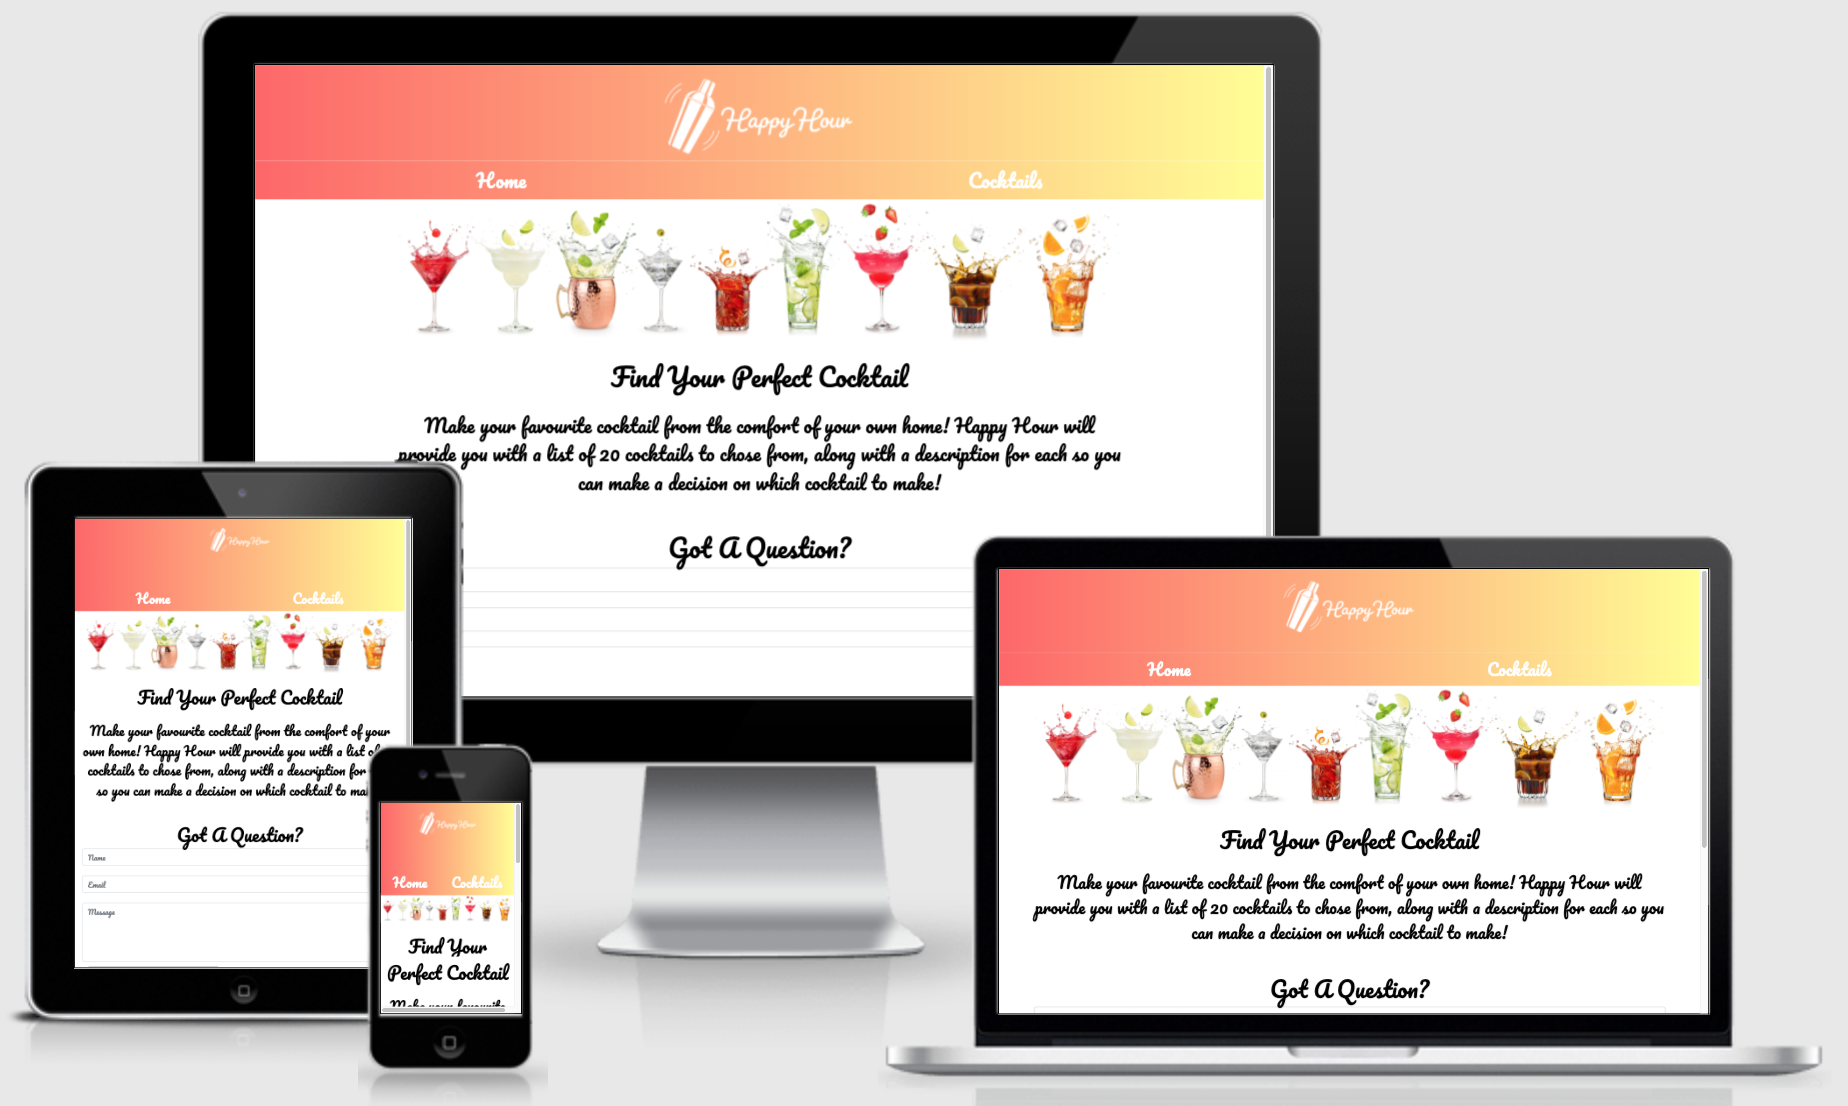 Happy Hour
Home
Cocktails
Find Your Perfect Cocktail
Make your favourite cocktail from the comfort of your own home! Happy Hour will
provide you with a list of 20 cocktails to chose from, along with a description for each so you
can make a decision on which cocktail to make!
Got A Question?
Happy Hour
Home
Cocktails
Find Your Perfect Cocktail
Make your favourite cocktail from the comfort of your
own home! Happy Hour will provide you with a list of
cocktails to chose from, along with a description for
so you can make a decision on which cocktail to
Got A Question?
Name
Email
Message
Happy Hour
Home
Cocktails
Find Your
Perfect Cocktail
Make your favourite
Happy Hour
Home
Cocktails
Find Your Perfect Cocktail
Make your favourite cocktail from the comfort of your own home! Happy Hour will
provide you with a list of 20 cocktails to chose from, along with a description for each so you
can make a decision on which cocktail to make!
Got A Question?